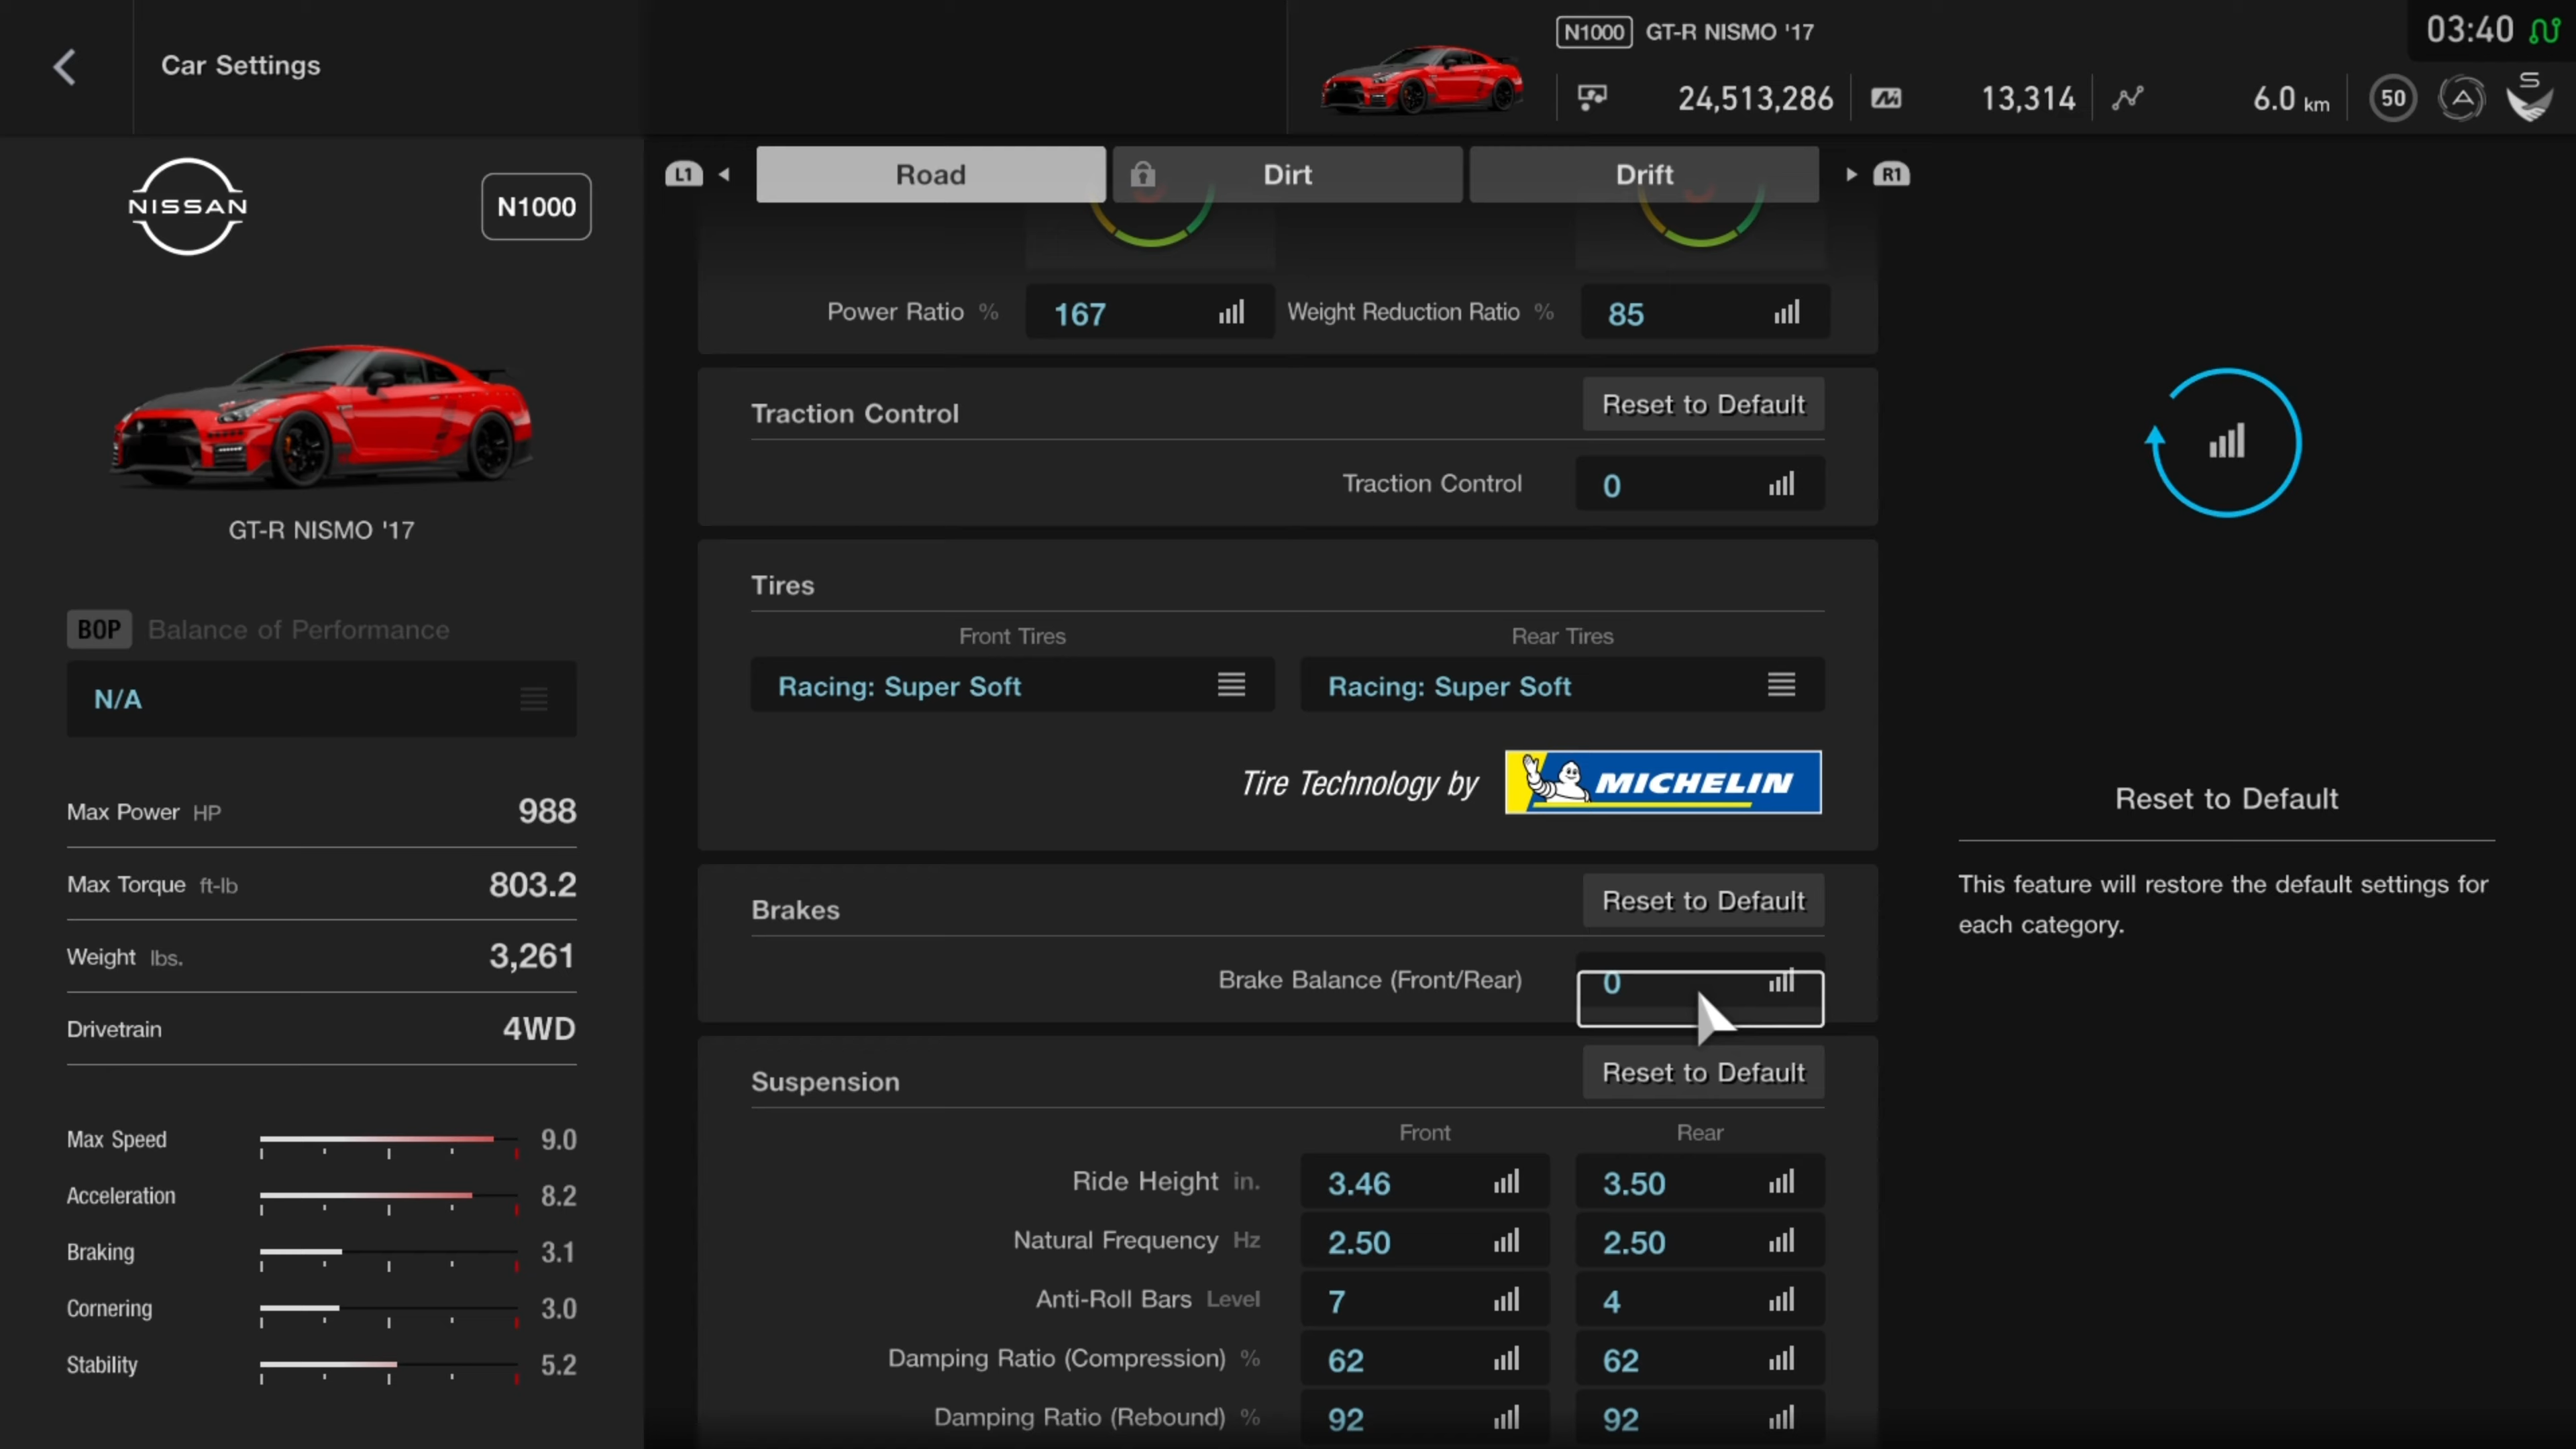 Car Settings
N1000 GT-R NISMO '17
24,513,286
13,314
6.0 km
50
A
S
03:40
NISSAN
N1000
GT-R NISMO '17
BOP Balance of Performance
N/A
Max Power HP 988
Max Torque ft-lb 803.2
Weight lbs. 3,261
Drivetrain 4WD
Max Speed 9.0
Acceleration 8.2
Braking 3.1
Cornering 3.0
Stability 5.2
L1 Road Dirt Drift R1
Power Ratio % 167 Weight Reduction Ratio % 85
Traction Control Reset to Default
Traction Control 0
Tires
Front Tires Rear Tires
Racing: Super Soft Racing: Super Soft
Tire Technology by MICHELIN
Brakes Reset to Default
Brake Balance (Front/Rear) 0
Suspension Reset to Default
Front Rear
Ride Height in. 3.46 3.50
Natural Frequency Hz 2.50 2.50
Anti-Roll Bars Level 7 4
Damping Ratio (Compression) % 62 62
Damping Ratio (Rebound) % 92 92
Reset to Default
This feature will restore the default settings for
each category.